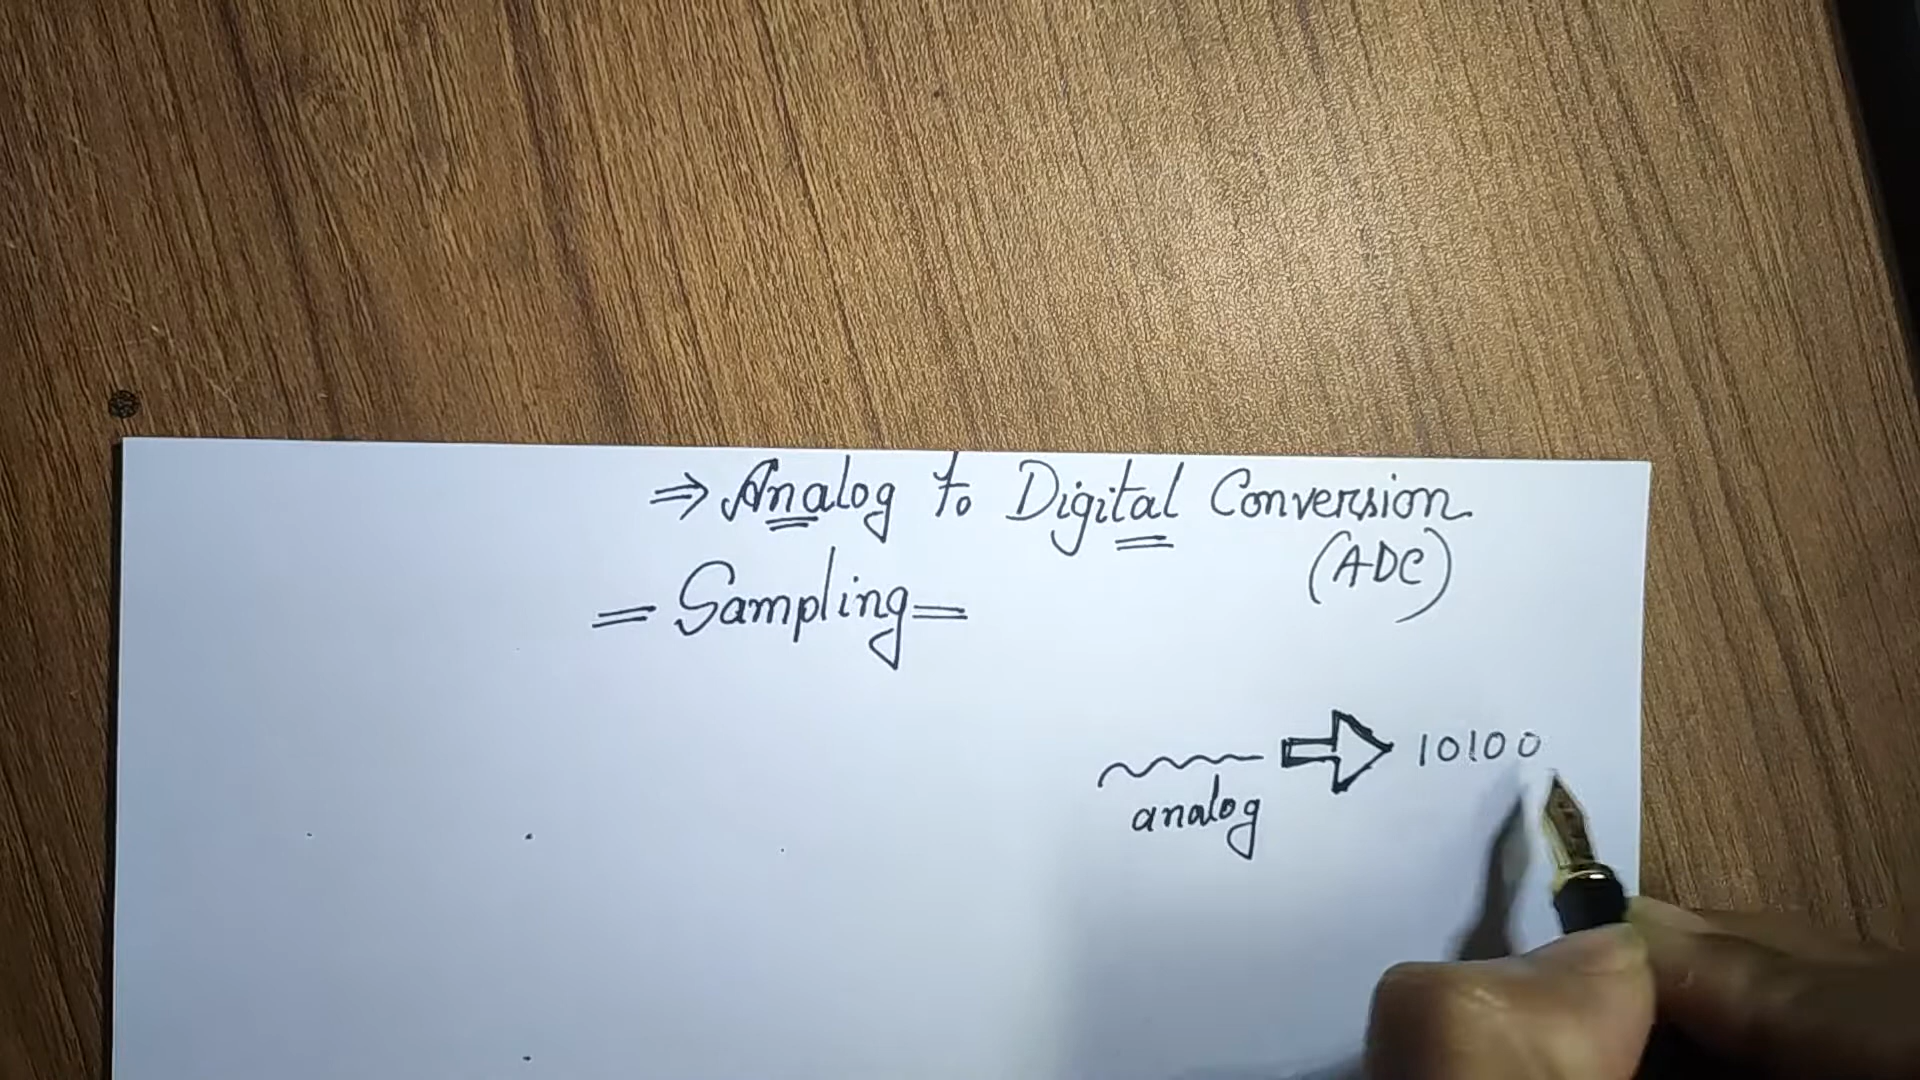 ⇒ Analog to Digital Conversion
(ADC)
= Sampling =
10100
analog